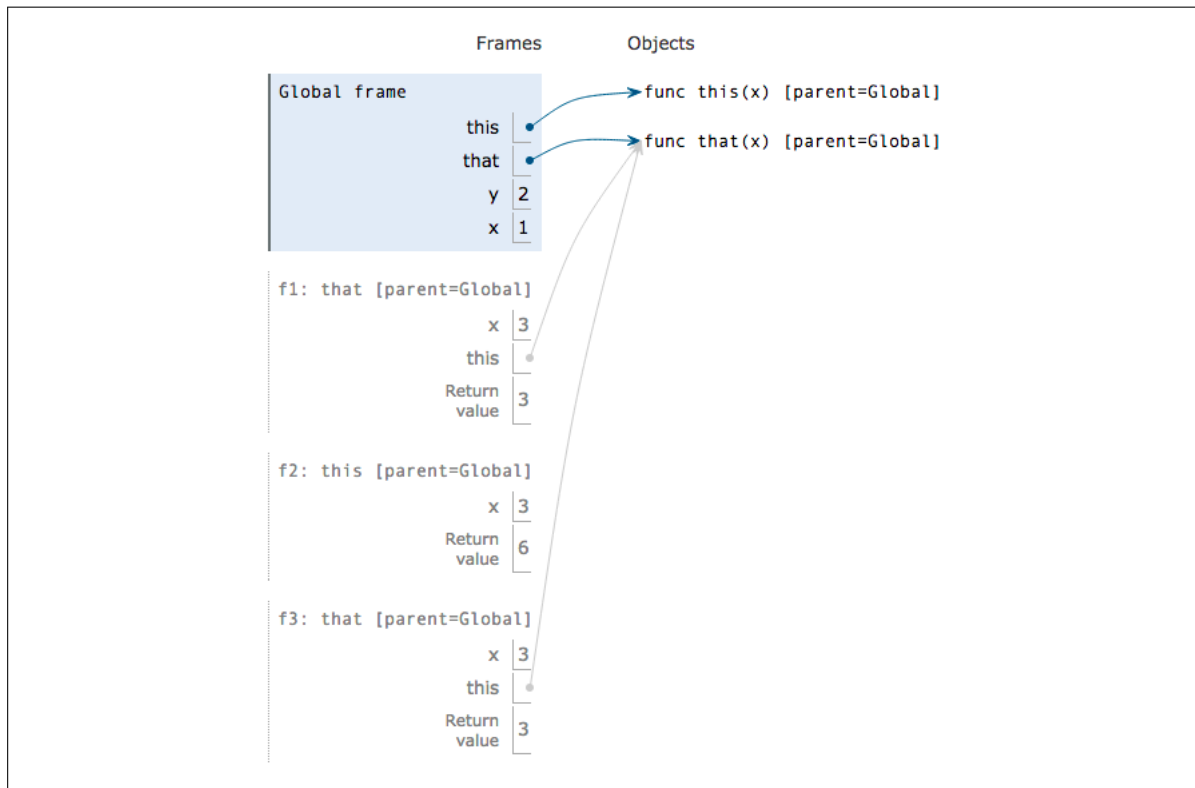 Frames Objects
Global frame
func this(x) [parent=Global]
this
func that(x) [parent=Global]
that
y 2
x 1
f1: that [parent=Global]
x 3
this
Return
value 3
f2: this [parent=Global]
x 3
Return
value 6
f3: that [parent=Global]
x 3
this
Return
value 3